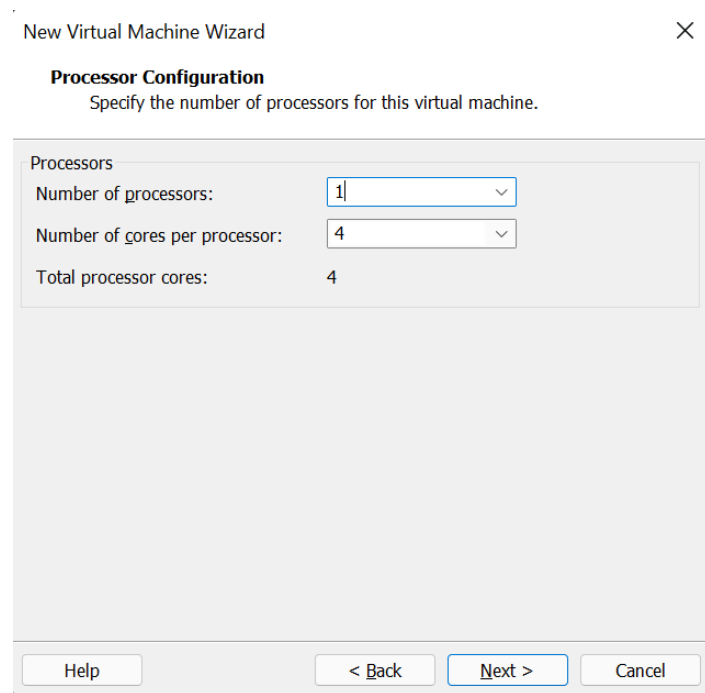 New Virtual Machine Wizard
Processor Configuration
Specify the number of processors for this virtual machine.
Processors
Number of processors: 1
Number of cores per processor: 4
Total processor cores: 4
Help < Back Next > Cancel